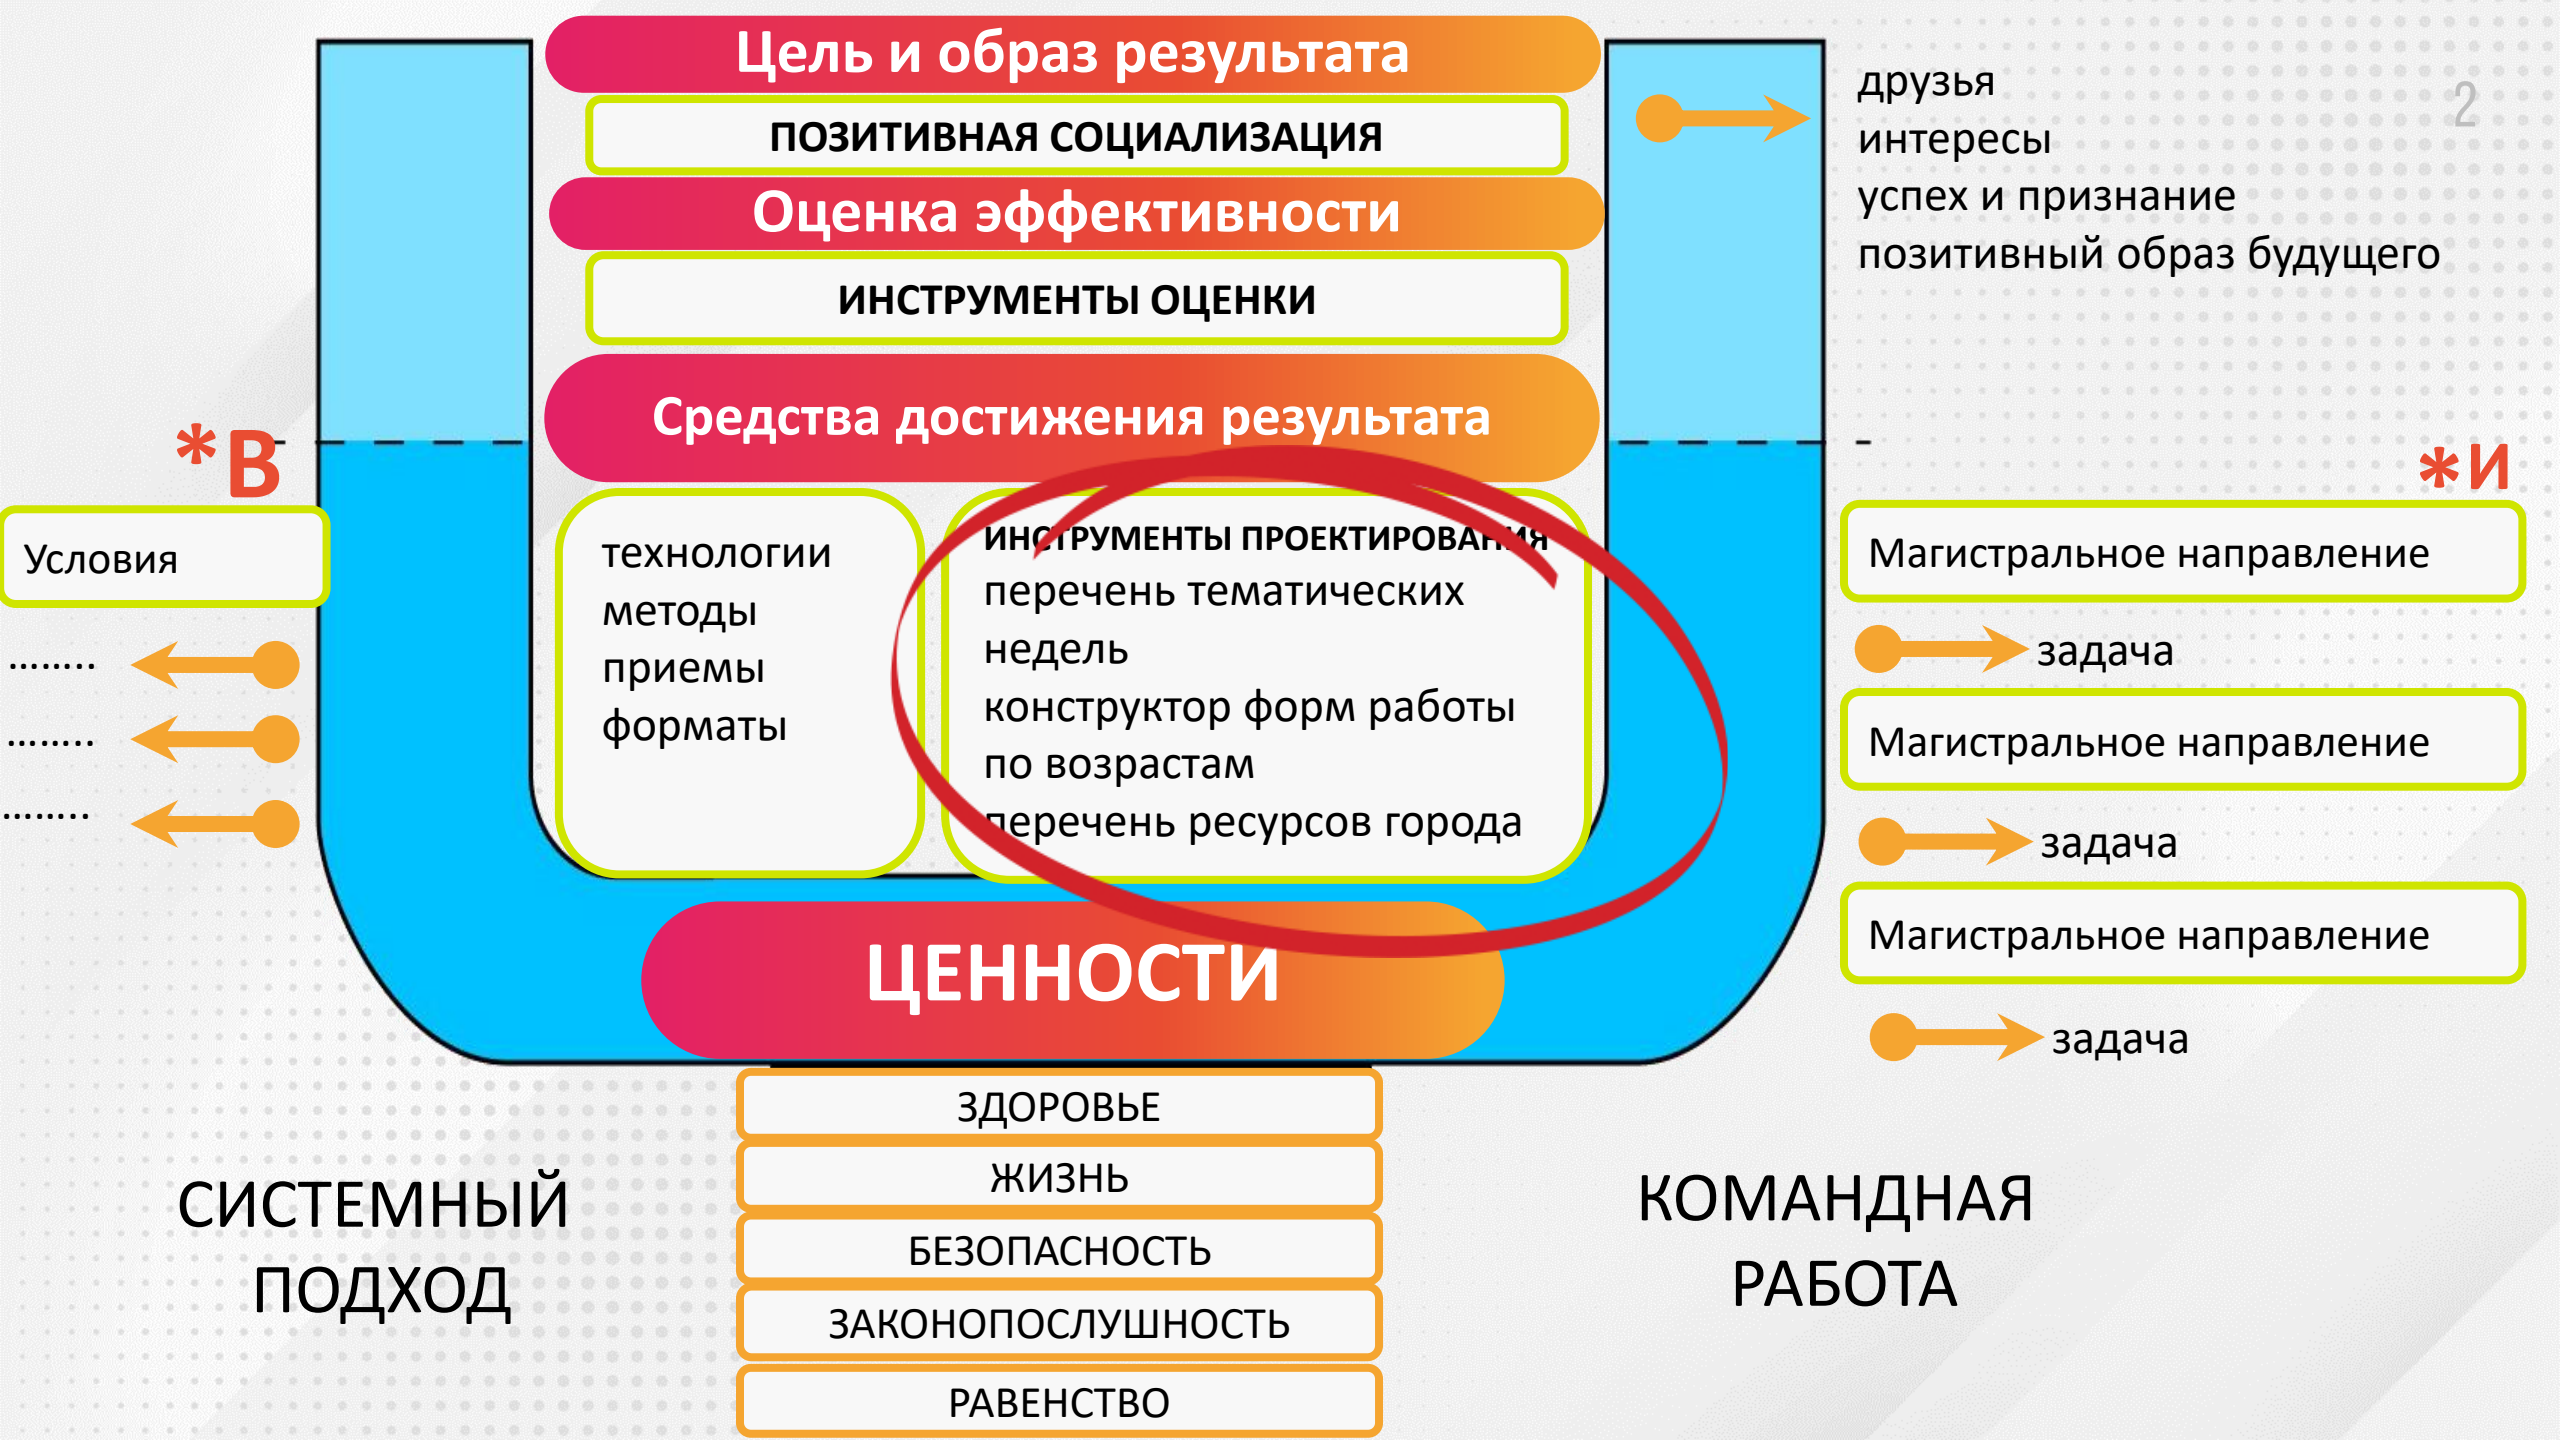 Цель и образ результата
ПОЗИТИВНАЯ СОЦИАЛИЗАЦИЯ
Оценка эффективности
ИНСТРУМЕНТЫ ОЦЕНКИ
Средства достижения результата
технологии
методы
приемы
форматы
ИНСТРУМЕНТЫ ПРОЕКТИРОВАНИЯ
перечень тематических
недель
конструктор форм работы
по возрастам
перечень ресурсов города
ЦЕННОСТИ
ЗДОРОВЬЕ
ЖИЗНЬ
БЕЗОПАСНОСТЬ
ЗАКОНОПОСЛУШНОСТЬ
РАВЕНСТВО
*В
Условия
........
........
........
СИСТЕМНЫЙ
ПОДХОД
2
друзья
интересы
успех и признание
позитивный образ будущего
*И
Магистральное направление
задача
Магистральное направление
задача
Магистральное направление
задача
КОМАНДНАЯ
РАБОТА